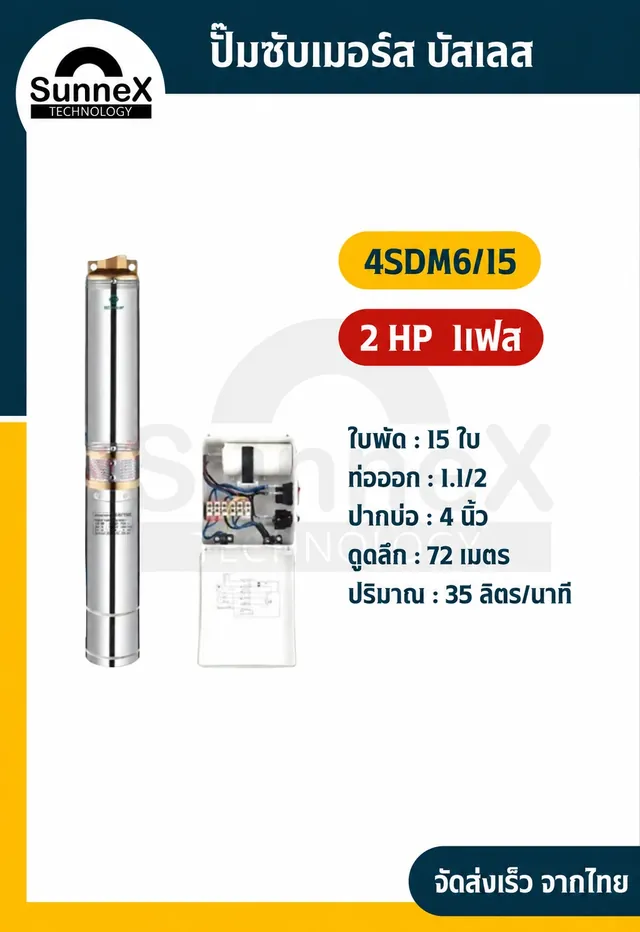 ปั๊มซับเมอร์ส บัสเลส
SunneX
TECHNOLOGY
4SDM6/15
2 HP 1เฟส
ใบพัด : 15 ใบ
ท่อออก : 1.1/2
ปากบ่อ : 4 นิ้ว
ดูดลึก : 72 เมตร
ปริมาณ : 35 ลิตร/นาที
SunneX
TECHNOLOGY
จัดส่งเร็ว จากไทย